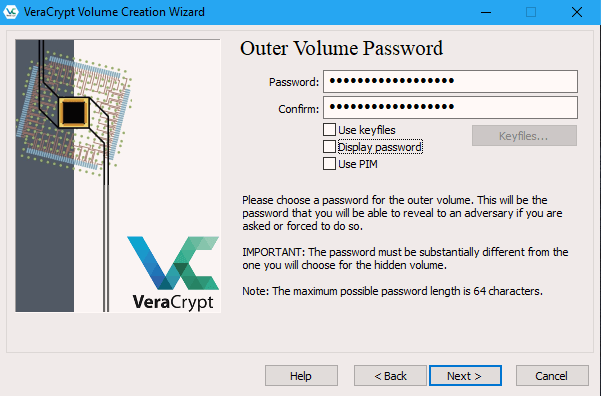 VeraCrypt Volume Creation Wizard
Outer Volume Password
Password: ••••••••••••••••••
Confirm: ••••••••••••••••••
Use keyfiles
Keyfiles...
Display password
Use PIM
Please choose a password for the outer volume. This will be the
password that you will be able to reveal to an adversary if you are
asked or forced to do so.
IMPORTANT: The password must be substantially different from the
one you will choose for the hidden volume.
Note: The maximum possible password length is 64 characters.
VeraCrypt
Help
< Back
Next >
Cancel